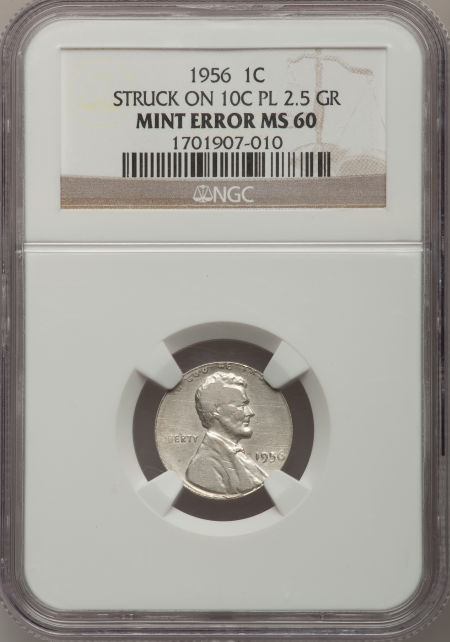 1956 1C
STRUCK ON 10C PL 2.5 GR
MINT ERROR MS 60
1701907-010
NGC
LIBERTY
1956